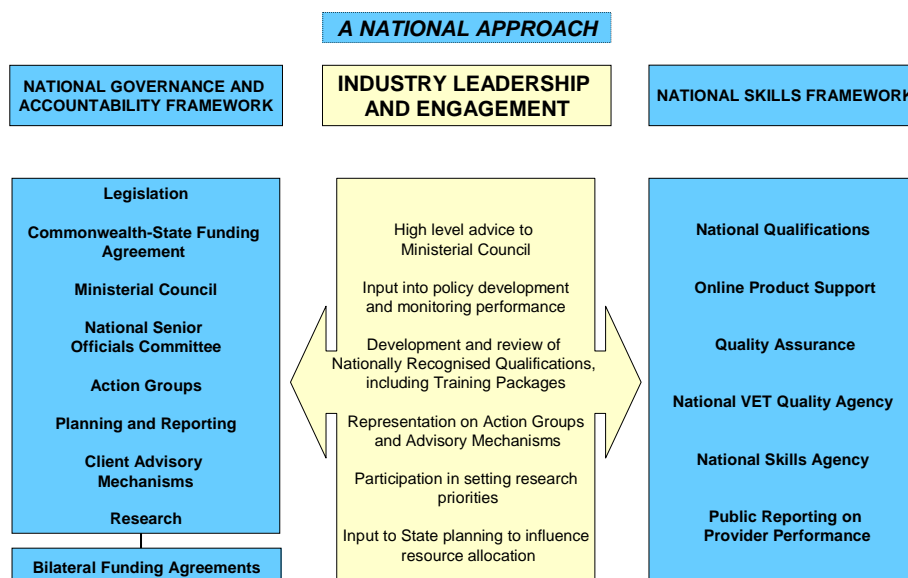 A NATIONAL APPROACH
NATIONAL GOVERNANCE AND
ACCOUNTABILITY FRAMEWORK
INDUSTRY LEADERSHIP
AND ENGAGEMENT
NATIONAL SKILLS FRAMEWORK
Legislation
Commonwealth-State Funding
Agreement
Ministerial Council
National Senior
Officials Committee
Action Groups
Planning and Reporting
Client Advisory
Mechanisms
Research
Bilateral Funding Agreements
High level advice to
Ministerial Council
Input into policy development
and monitoring performance
Development and review of
Nationally Recognised Qualifications,
including Training Packages
Representation on Action Groups
and Advisory Mechanisms
Participation in setting research
priorities
Input to State planning to influence
resource allocation
National Qualifications
Online Product Support
Quality Assurance
National VET Quality Agency
National Skills Agency
Public Reporting on
Provider Performance